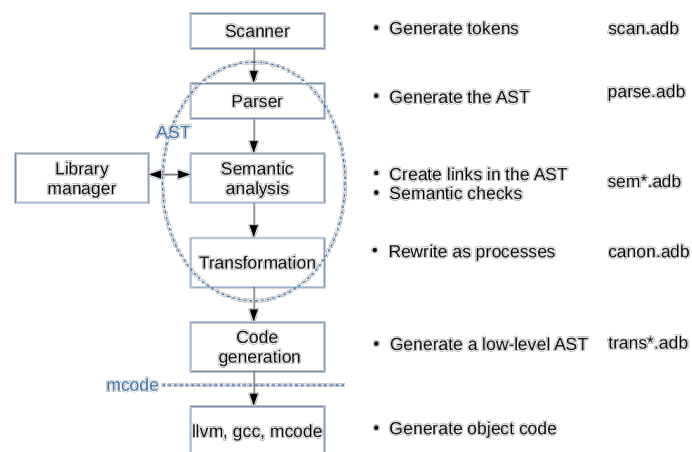 Scanner
• Generate tokens
scan.adb
Parser
• Generate the AST
parse.adb
AST
Library
manager
Semantic
analysis
• Create links in the AST
• Semantic checks
sem*.adb
Transformation
• Rewrite as processes
canon.adb
Code
generation
• Generate a low-level AST
trans*.adb
mcode
llvm, gcc, mcode
• Generate object code